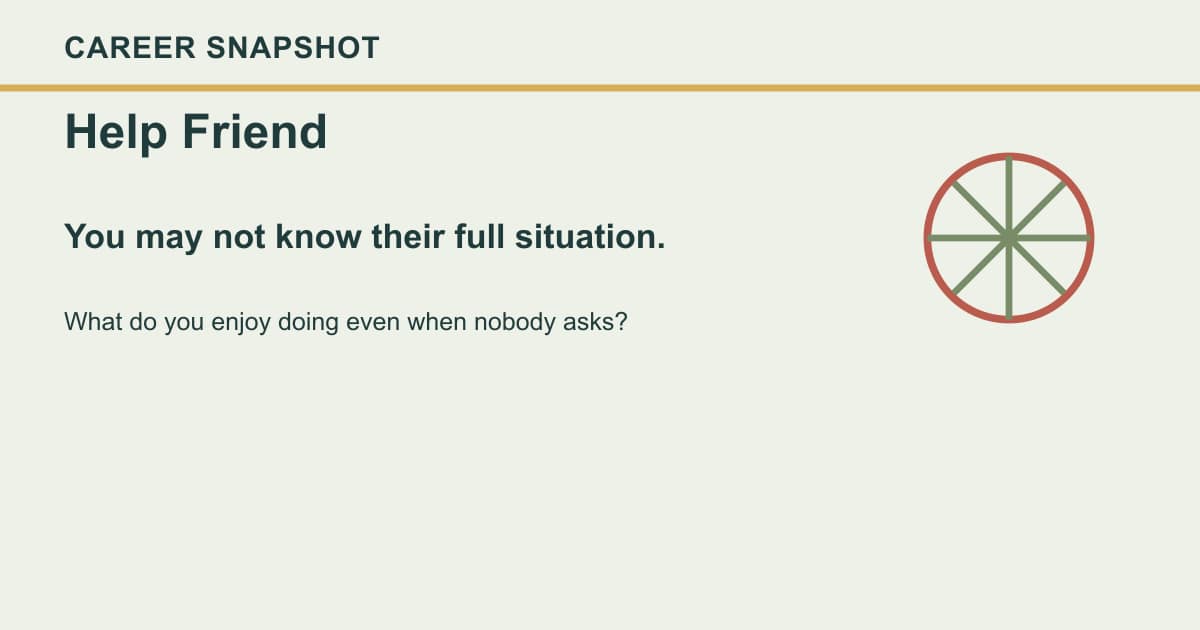 CAREER SNAPSHOT
Help Friend
You may not know their full situation.
What do you enjoy doing even when nobody asks?